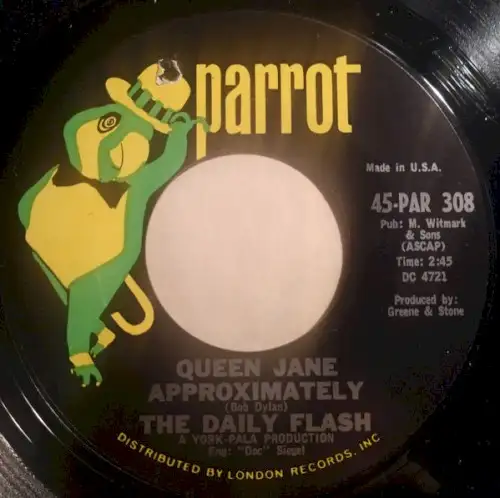 parrot
Made in U.S.A.
45-PAR 308
Pub: M. Witmark
& Sons
(ASCAP)
Time: 2:45
DC 4721
Produced by:
Greene & Stone
QUEEN JANE
APPROXIMATELY
(Bob Dylan)
THE DAILY FLASH
A YORK-PALA PRODUCTION
Eng: "Doc" Siegel
DISTRIBUTED BY LONDON RECORDS, INC